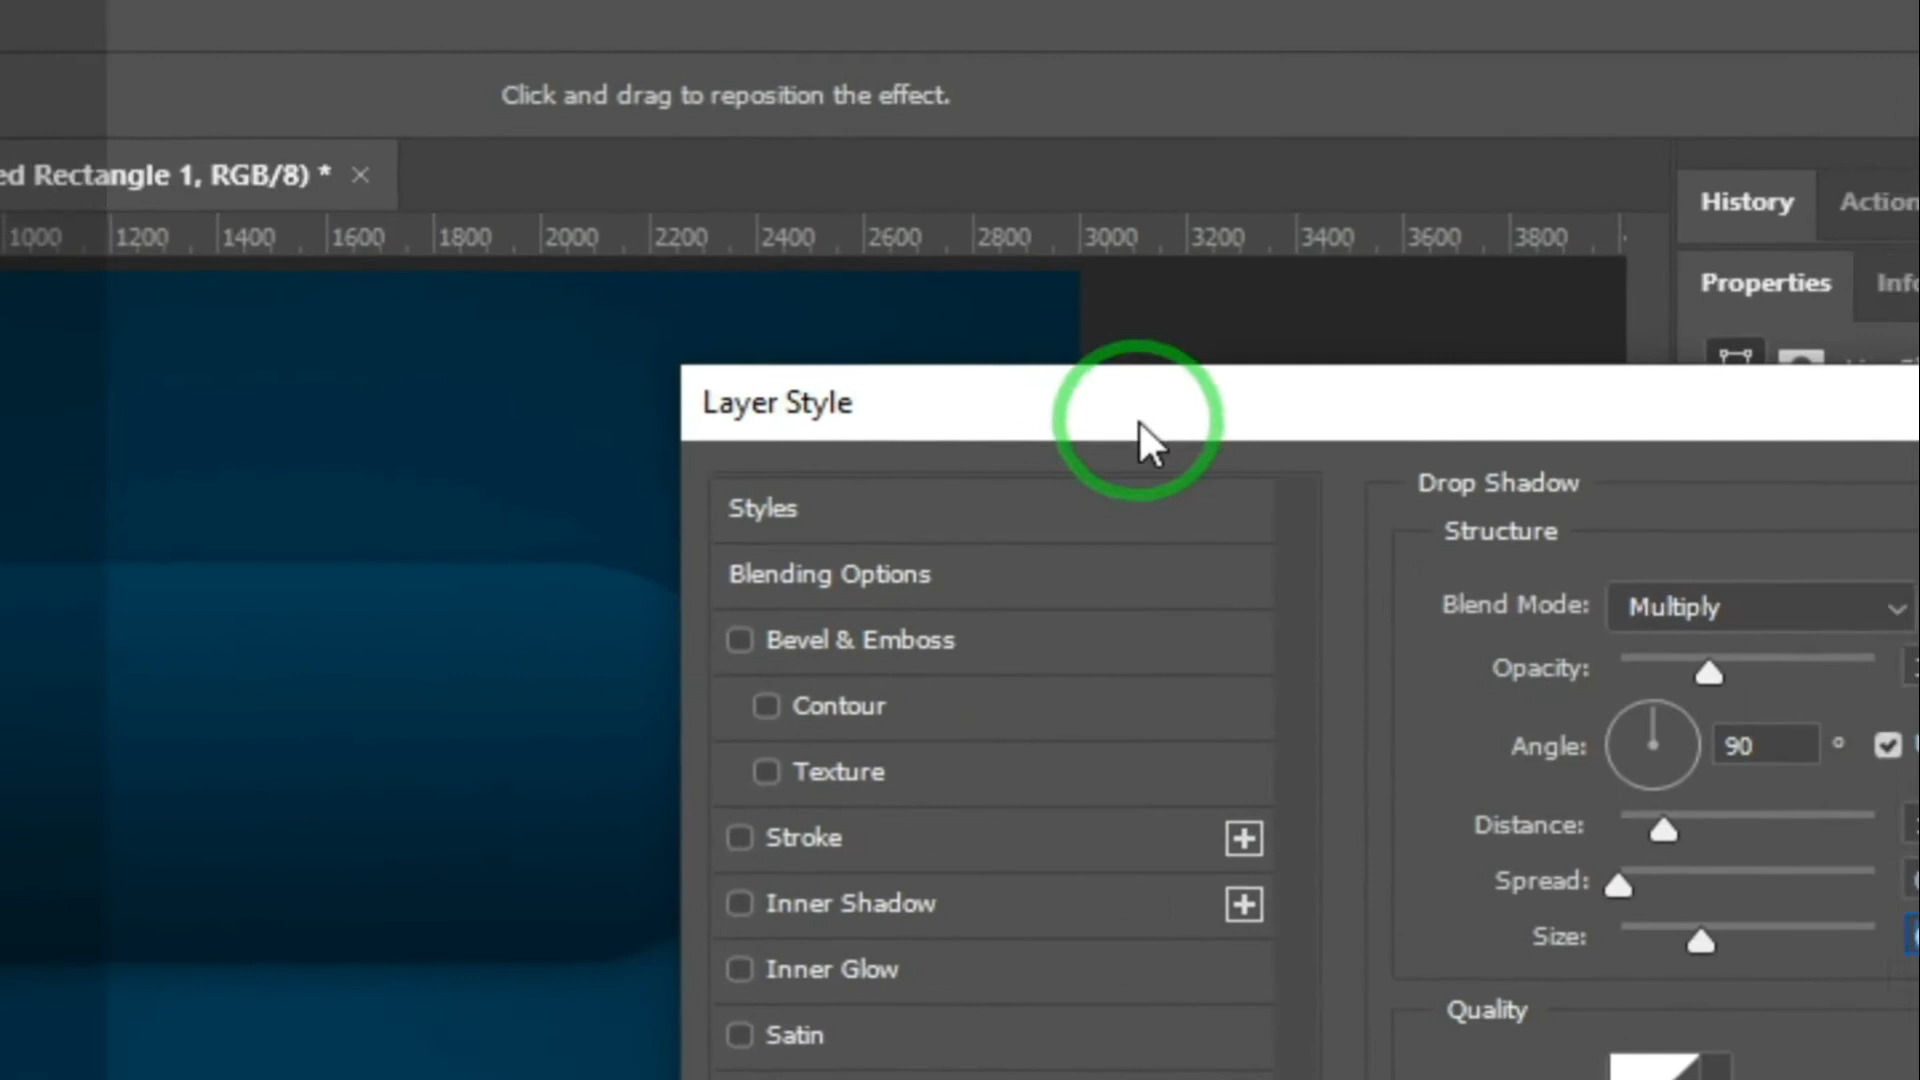 Click and drag to reposition the effect.
ed Rectangle 1, RGB/8) * ×
1000 1200 1400 1600 1800 2000 2200 2400 2600 2800 3000 3200 3400 3600 3800
History Action
Properties Info
Layer Style
Styles
Blending Options
Bevel & Emboss
Contour
Texture
Stroke
Inner Shadow
Inner Glow
Satin
Drop Shadow
Structure
Blend Mode: Multiply
Opacity:
Angle: 90 °
Distance:
Spread:
Size:
Quality